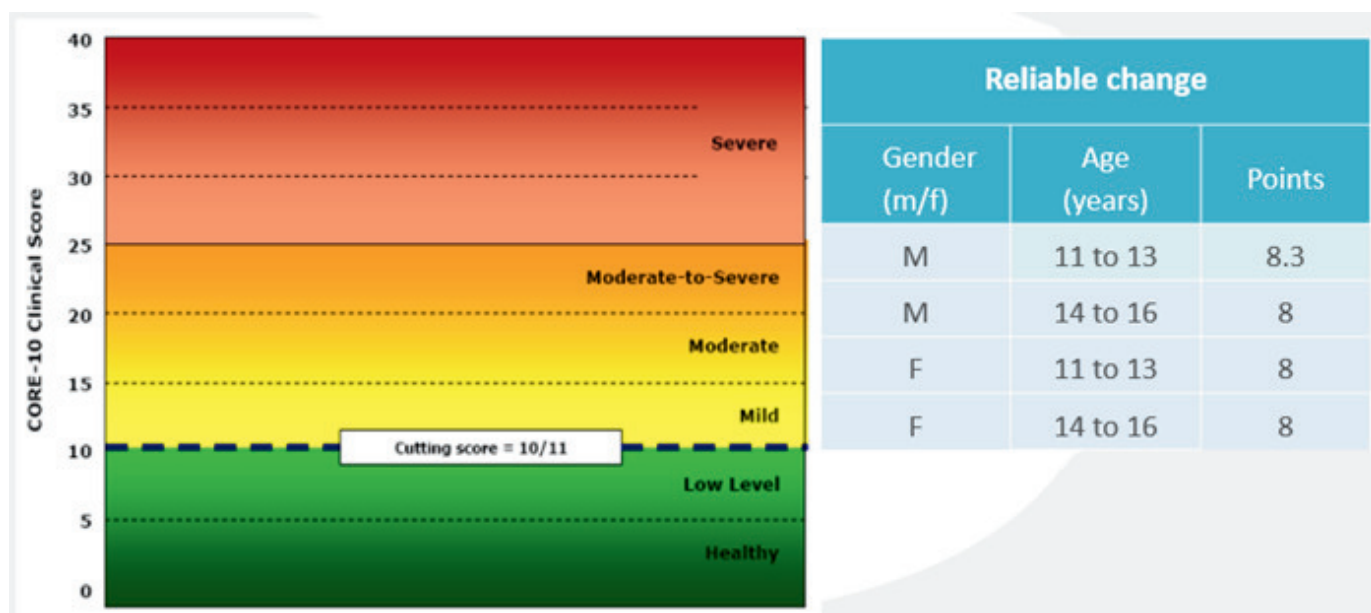 40
35
Severe
30
25
Moderate-to-Severe
20
Moderate
15
Mild
10
Cutting score = 10/11
Low Level
5
Healthy
0
CORE-10 Clinical Score
Reliable change
Gender (m/f) Age (years) Points
M 11 to 13 8.3
M 14 to 16 8
F 11 to 13 8
F 14 to 16 8